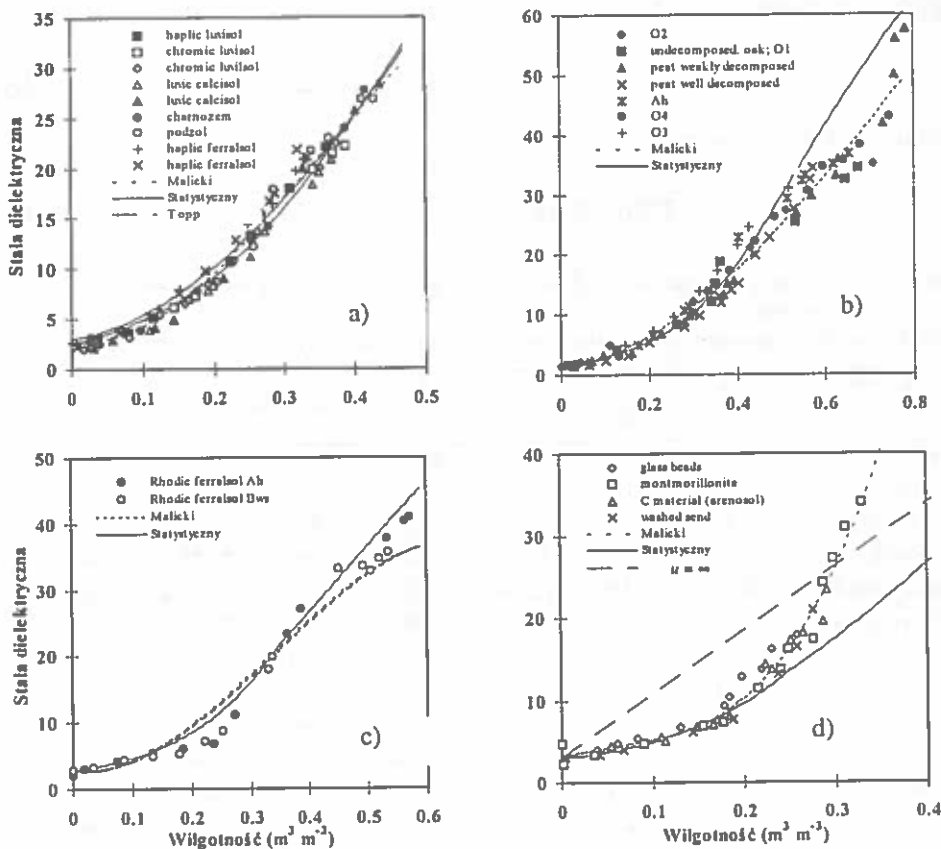 35
30
25
20
15
10
5
0
Stała dielektryczna
haplic luvisol
chromic luvisol
chromic luvilsol
luvic calcisol
luvic calcisol
charnozem
podzol
haplic ferralsol
haplic ferralsol
Malicki
Statystyczny
Topp
a)
0
0.1
0.2
0.3
0.4
0.5
60
50
40
30
20
10
0
O2
undecomposed. oak; O1
peat weakly decomposed
peat well decomposed
Ah
O4
O3
Malicki
Statystyczny
b)
0
0.2
0.4
0.6
0.8
50
40
30
20
10
0
Stała dielektryczna
Rhodic ferralsol Ah
Rhodic ferralsol Bws
Malicki
Statystyczny
c)
0
0.1
0.2
0.3
0.4
0.5
0.6
Wilgotność (m³ m⁻³)
40
30
20
10
0
glass beads
montmorillonite
C material (arenosol)
washed send
Malicki
Statystyczny
u = ∞
d)
0
0.1
0.2
0.3
0.4
Wilgotność (m³ m⁻³)